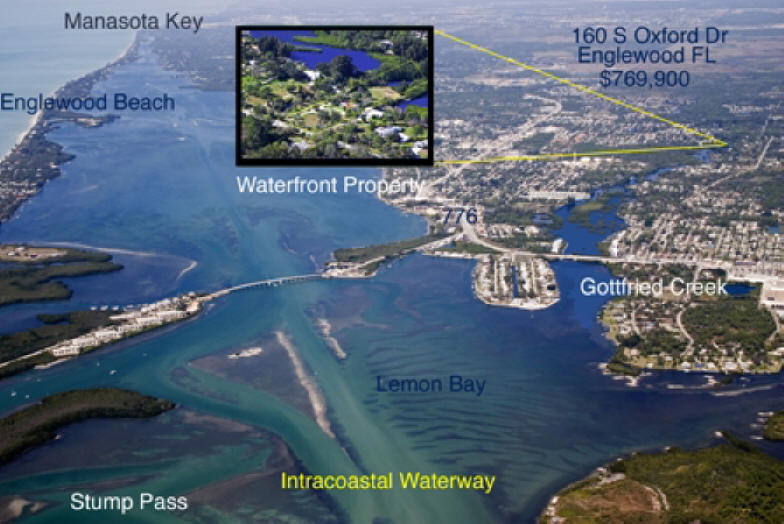 Manasota Key
160 S Oxford Dr
Englewood FL
$769,900
Englewood Beach
Waterfront Property
776
Gottfried Creek
Lemon Bay
Intracoastal Waterway
Stump Pass